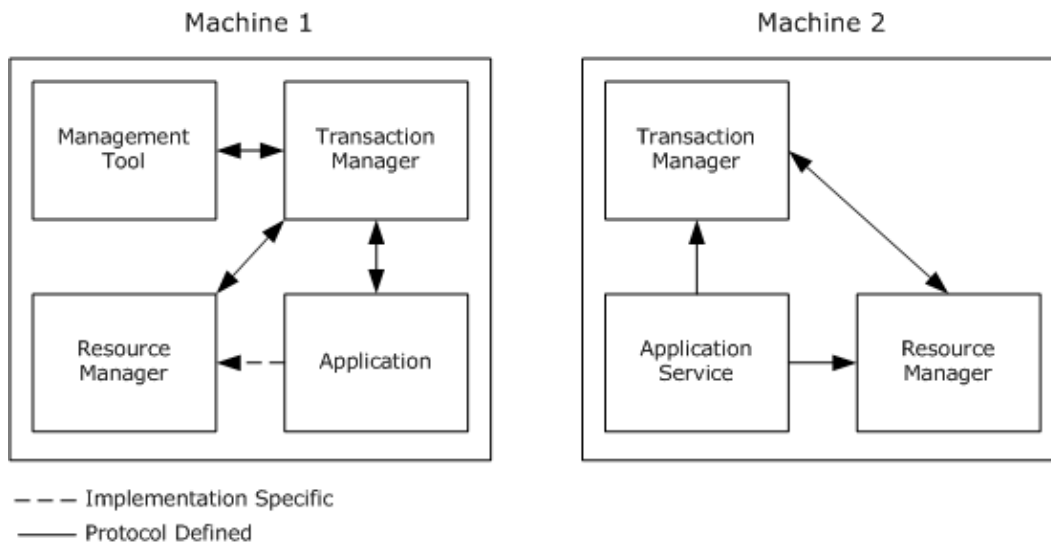 Machine 1
Machine 2
Management
Tool
Transaction
Manager
Resource
Manager
Application
Transaction
Manager
Application
Service
Resource
Manager
Implementation Specific
Protocol Defined